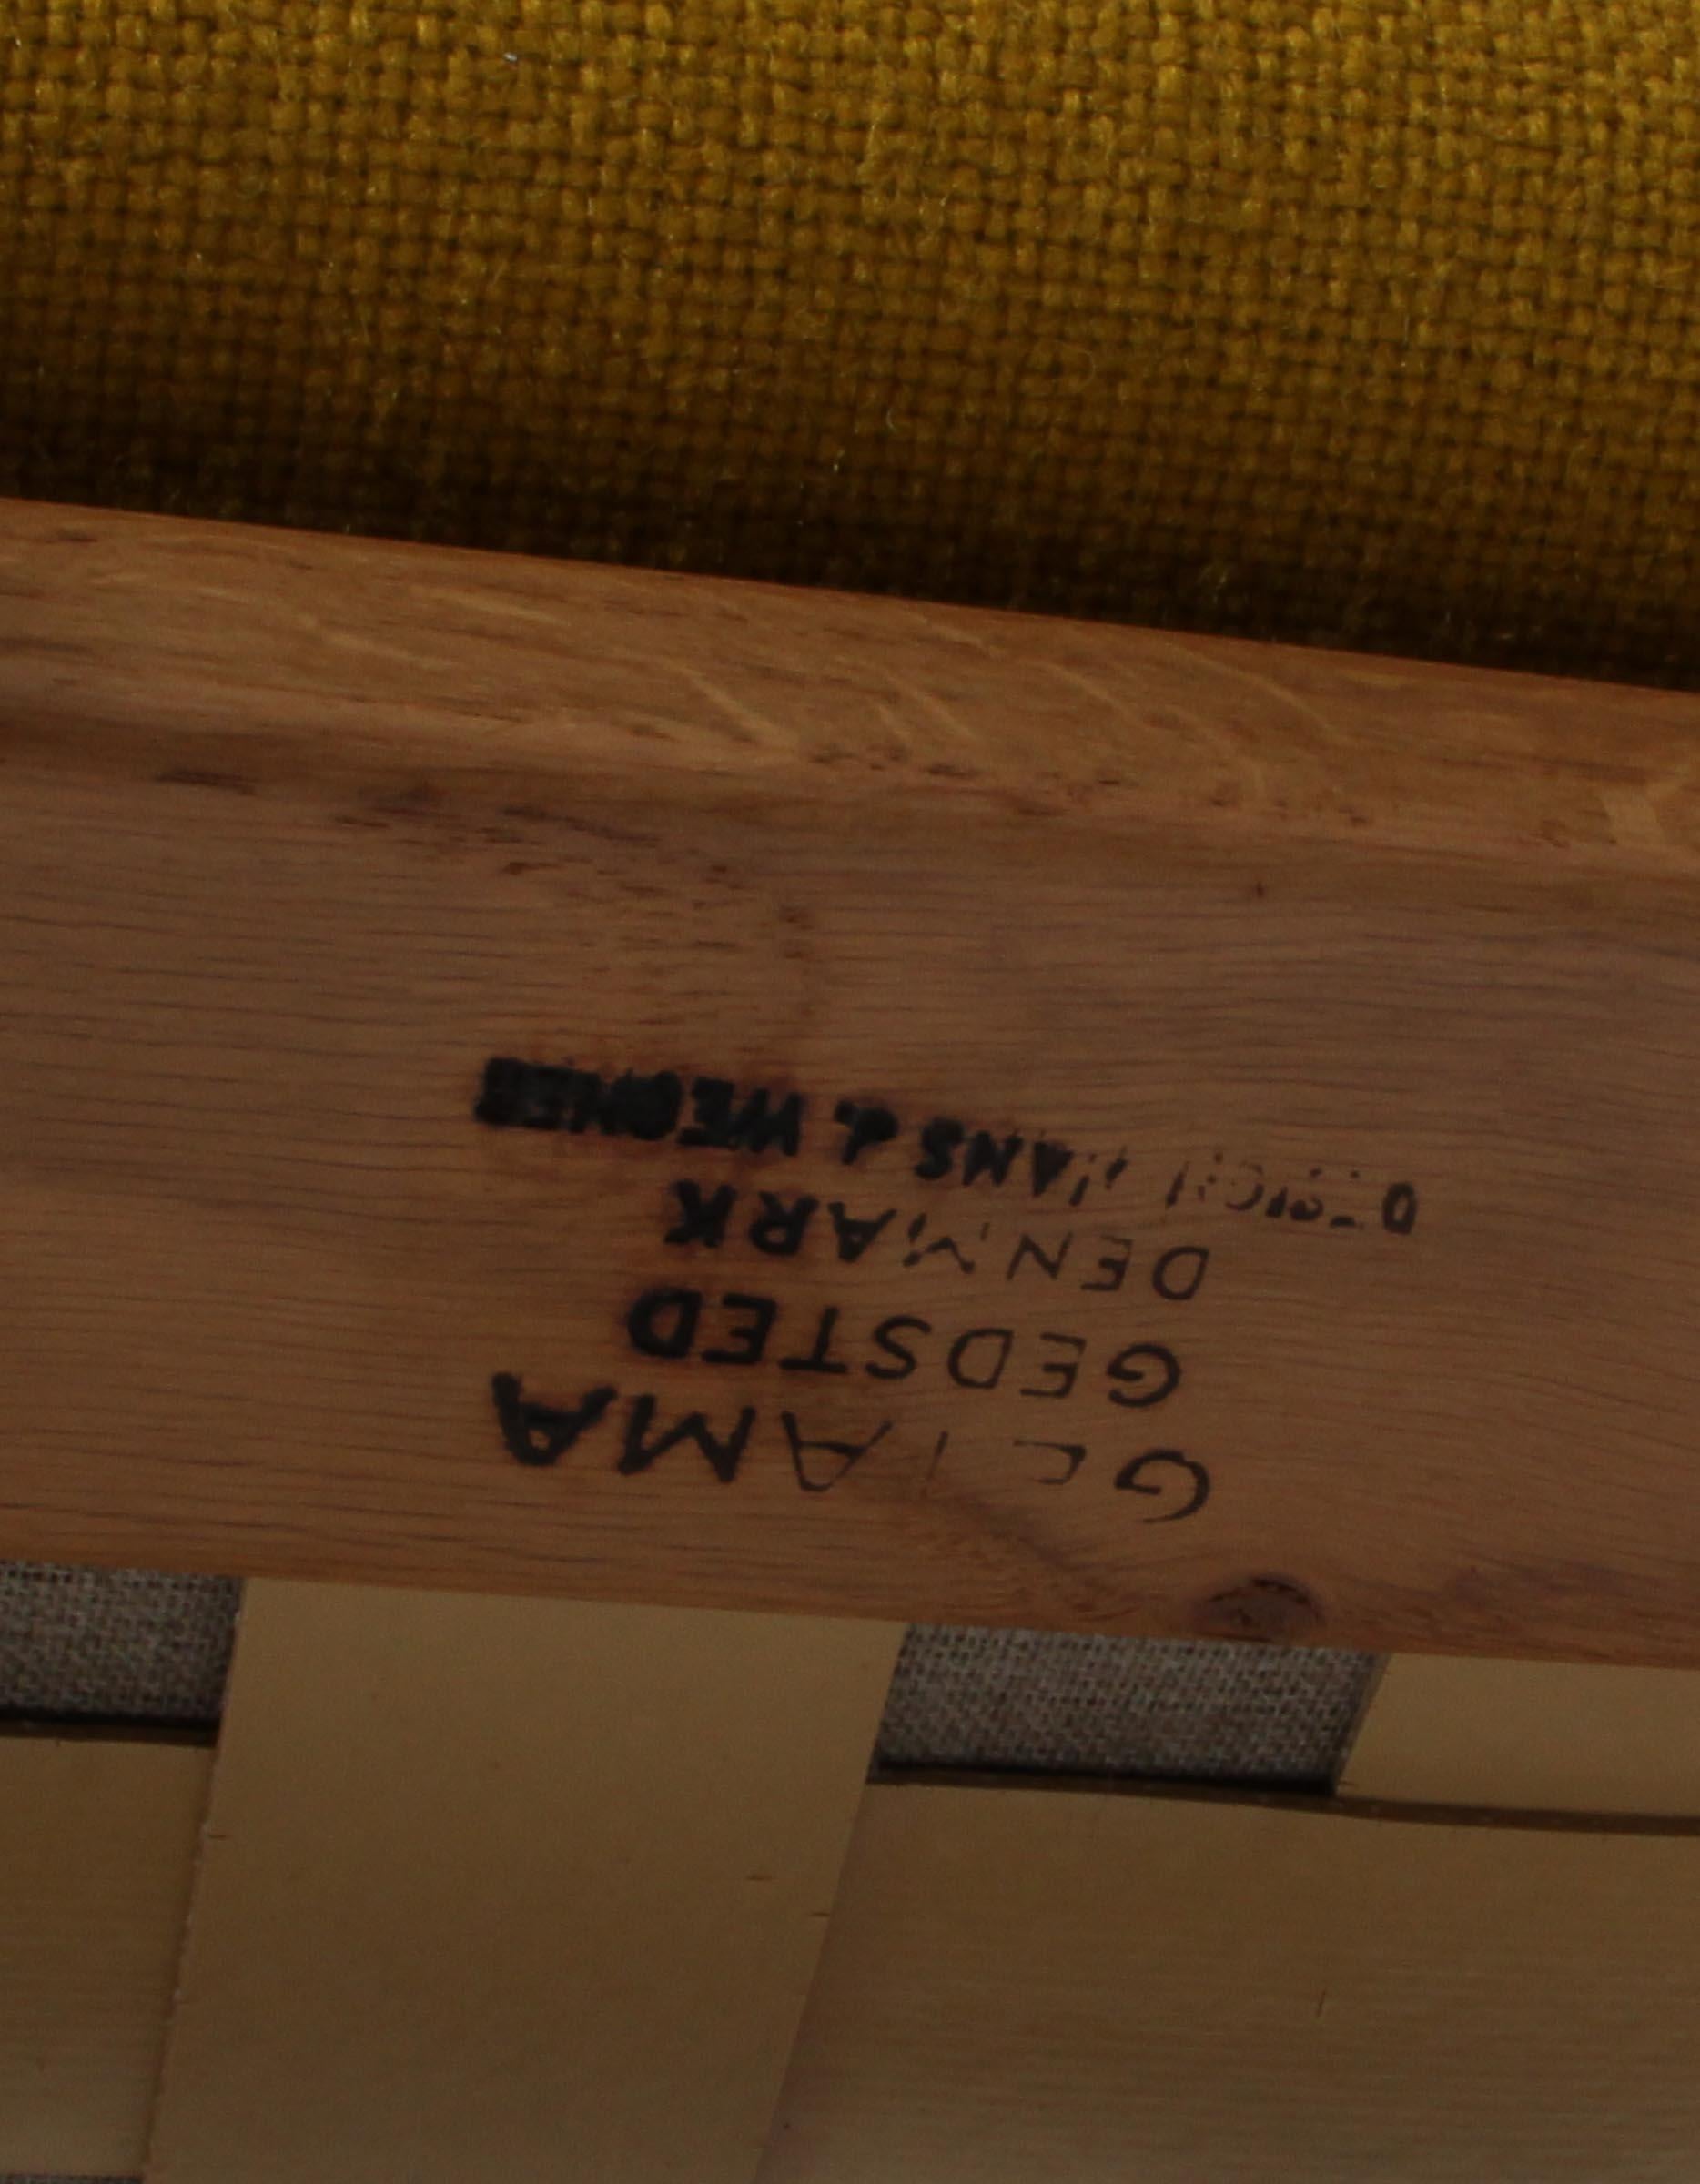 GETAMA
GEDSTED
DENMARK
DESIGN HANS J. WEGNER